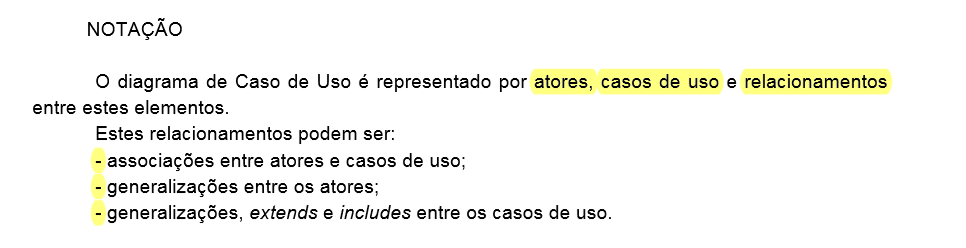 NOTAÇÃO
O diagrama de Caso de Uso é representado por atores, casos de uso e relacionamentos
entre estes elementos.
Estes relacionamentos podem ser:
- associações entre atores e casos de uso;
- generalizações entre os atores;
- generalizações, extends e includes entre os casos de uso.